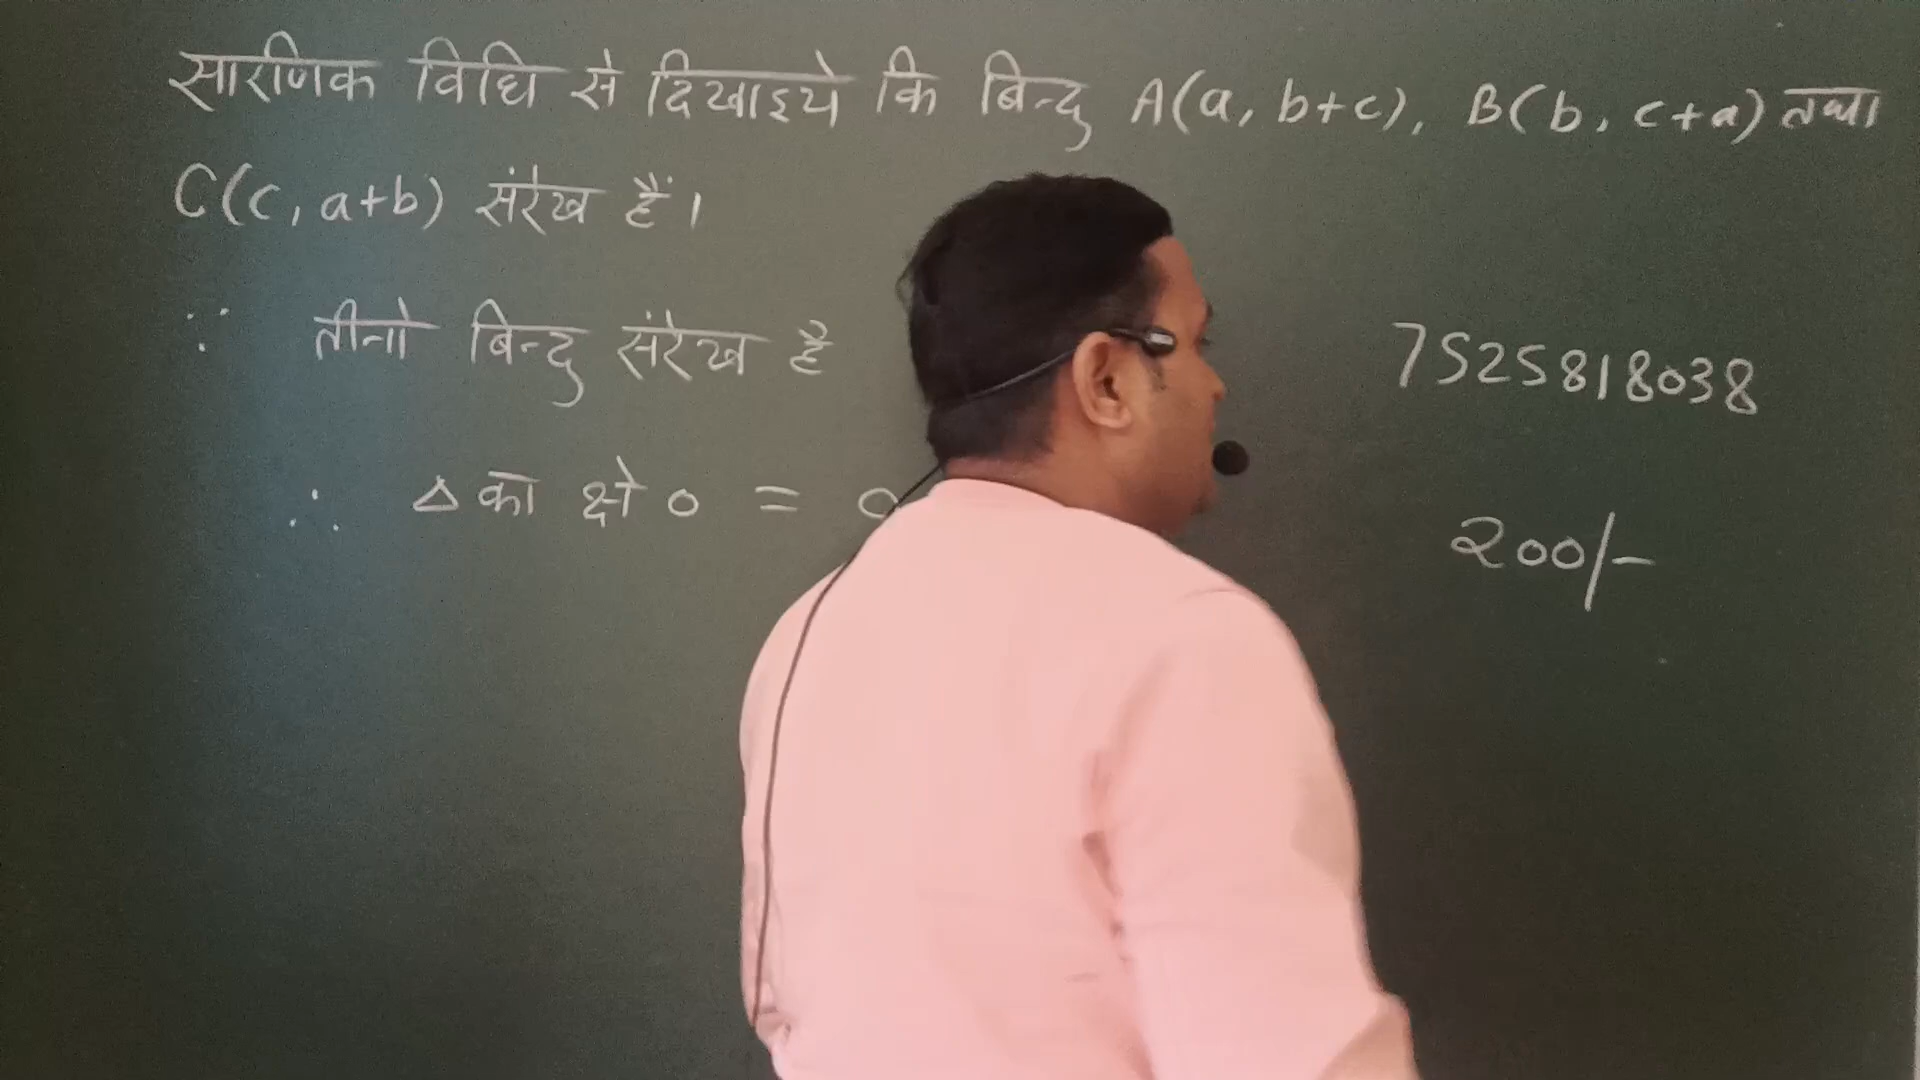 सारणिक विधि से दिखाइये कि बिन्दु A(a, b+c), B(b, c+a) तथा
C(c, a+b) संरेख हैं।
∵ तीनो बिन्दु संरेख है
7525818038
∴ Δ का क्षे० = 0
200/-